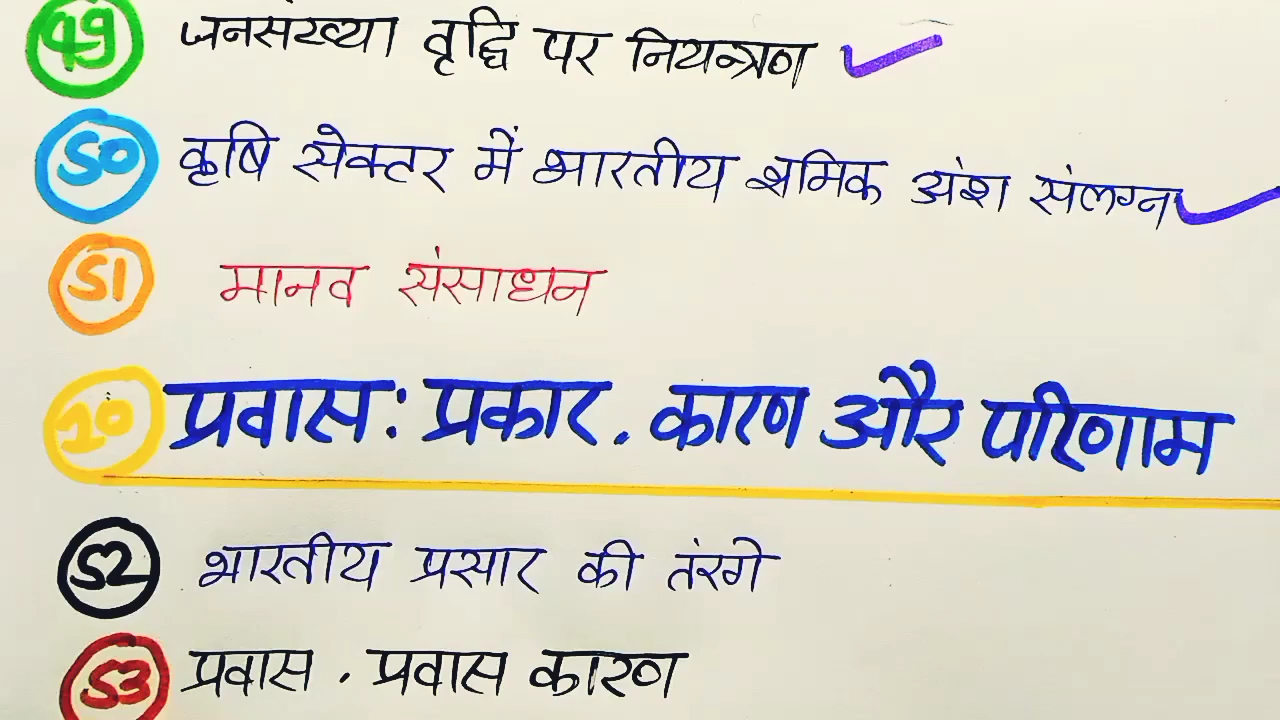 49 जनसंख्या वृद्धि पर नियन्त्रण
50 कृषि सेक्टर में भारतीय श्रमिक अंश संलग्न
51 मानव संसाधन
10 प्रवास: प्रकार. कारण और परिणाम
52 भारतीय प्रसार की तंरगे
53 प्रवास . प्रवास कारण